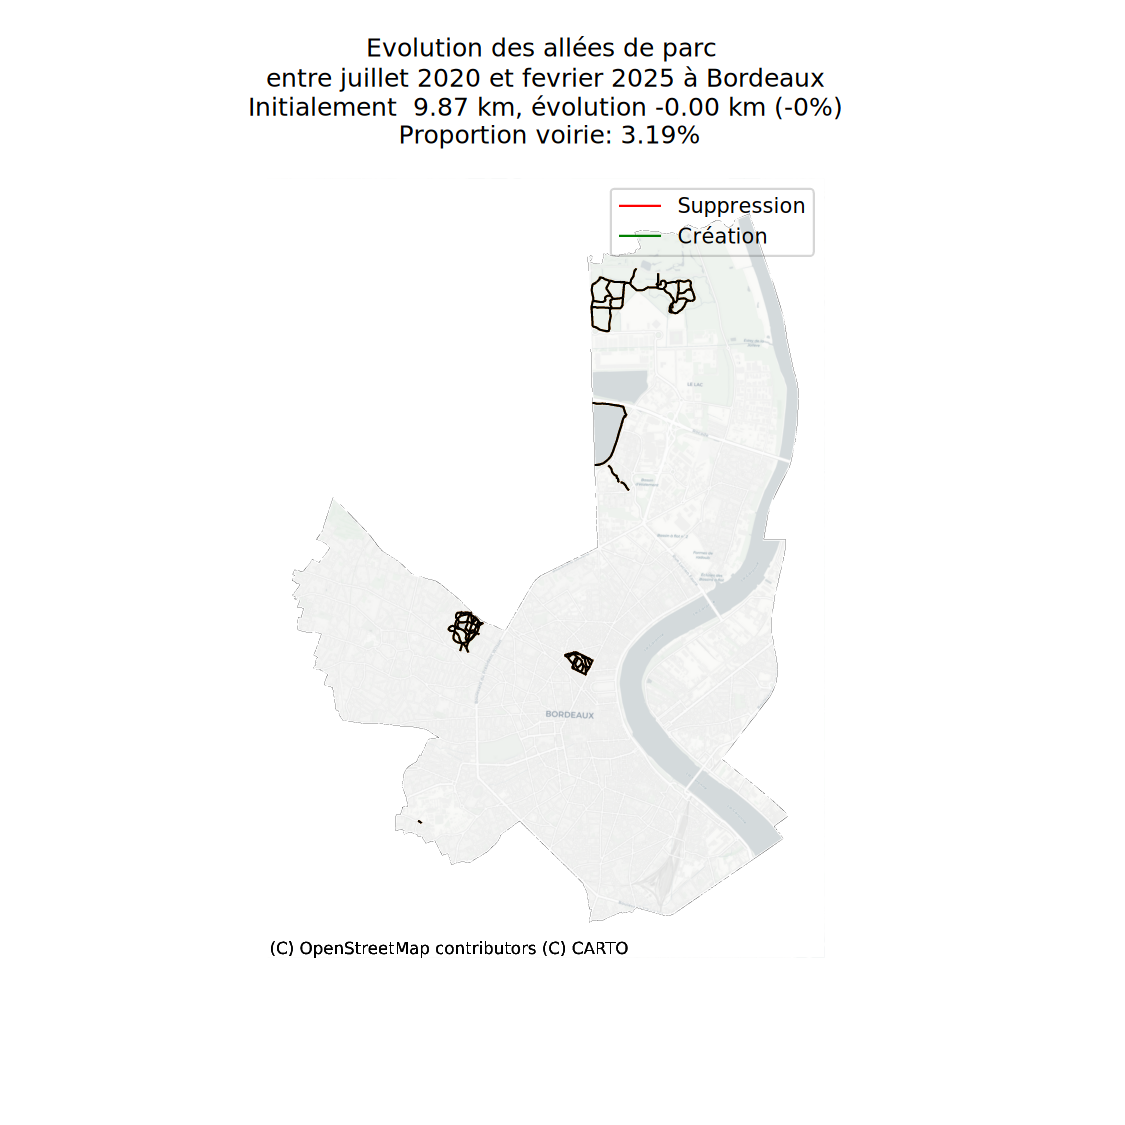 Evolution des allées de parc
entre juillet 2020 et fevrier 2025 à Bordeaux
Initialement  9.87 km, évolution -0.00 km (-0%)
Proportion voirie: 3.19%
Suppression
Création
LE LAC
BORDEAUX
(C) OpenStreetMap contributors (C) CARTO